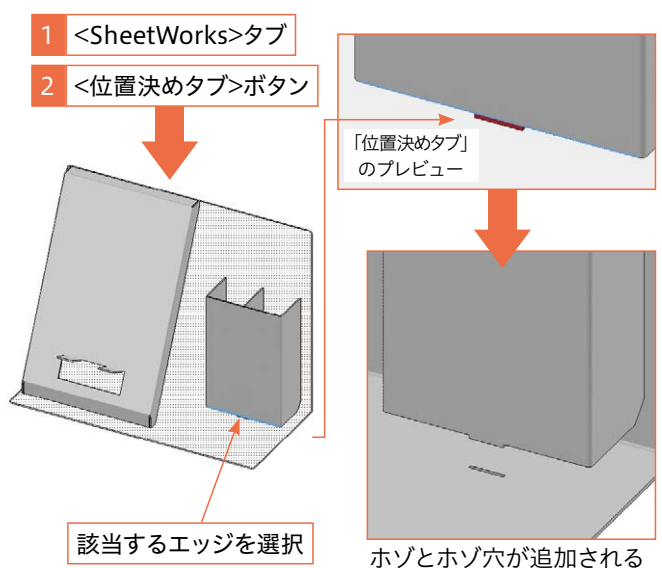 1 <SheetWorks>タブ
2 <位置決めタブ>ボタン
「位置決めタブ」
のプレビュー
該当するエッジを選択
ホゾとホゾ穴が追加される